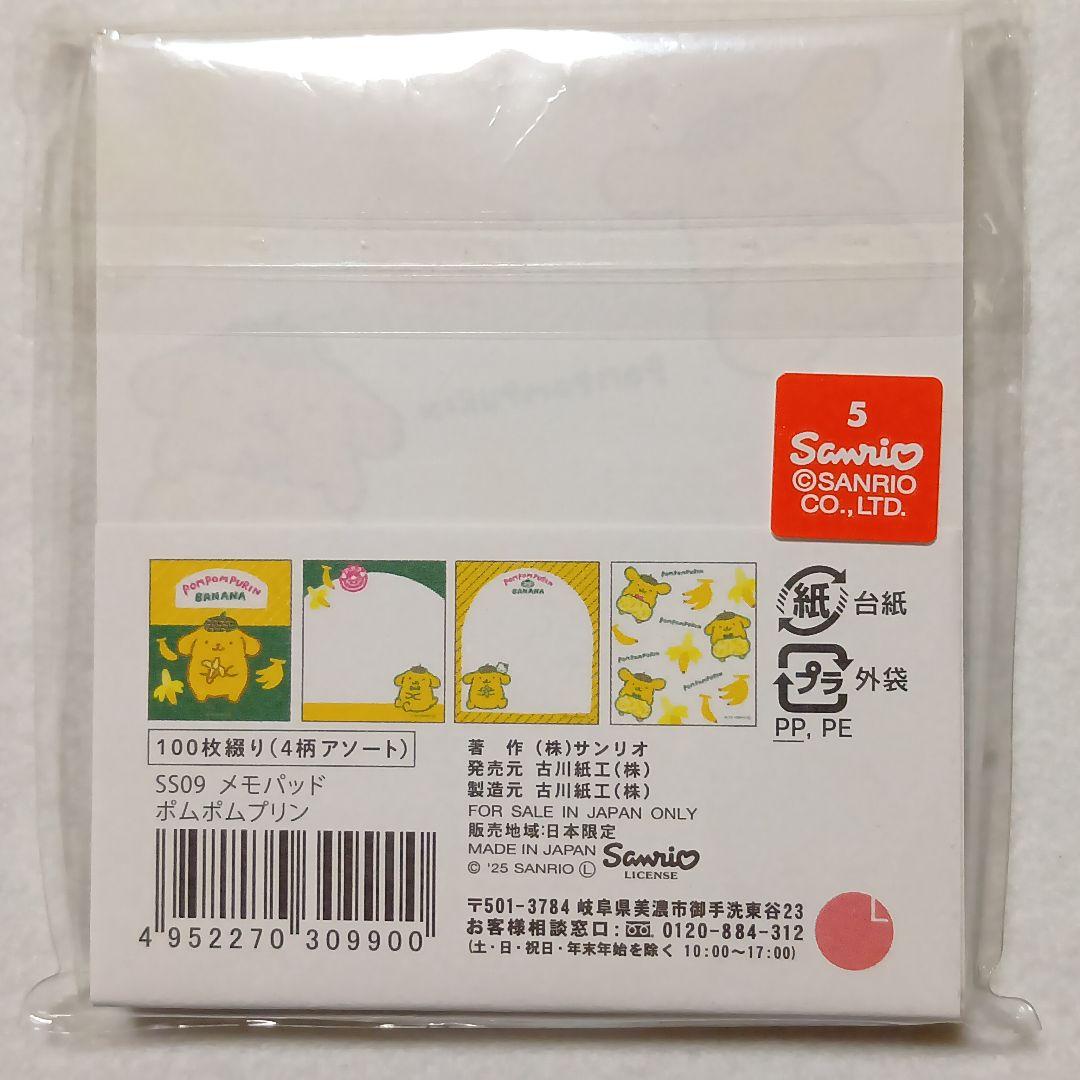 PomPomPurin
5
Sanrio
©SANRIO
CO., LTD.
POMPOMPURIN
BANANA
POMPOMPURIN
BANANA
POMPOMPURIN
POMPOMPURIN
POMPOMPURIN
POMPOMPURIN
紙 台紙
プラ 外袋
PP, PE
100枚綴り(4柄アソート)
SS09 メモパッド
ポムポムプリン
4 952270 309900
著 作 (株)サンリオ
発売元 古川紙工(株)
製造元 古川紙工(株)
FOR SALE IN JAPAN ONLY
販売地域:日本限定
MADE IN JAPAN
© '25 SANRIO Ⓛ
Sanrio
LICENSE
〒501-3784 岐阜県美濃市御手洗東谷23
お客様相談窓口: 0120-884-312
(土・日・祝日・年末年始を除く 10:00〜17:00)